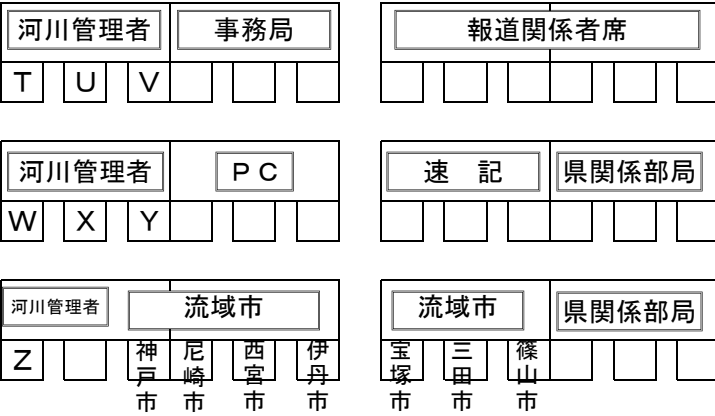 河川管理者 事務局 報道関係者席
T U V
河川管理者 PC 速 記 県関係部局
W X Y
河川管理者 流域市 流域市 県関係部局
Z 神戸市 尼崎市 西宮市 伊丹市 宝塚市 三田市 篠山市